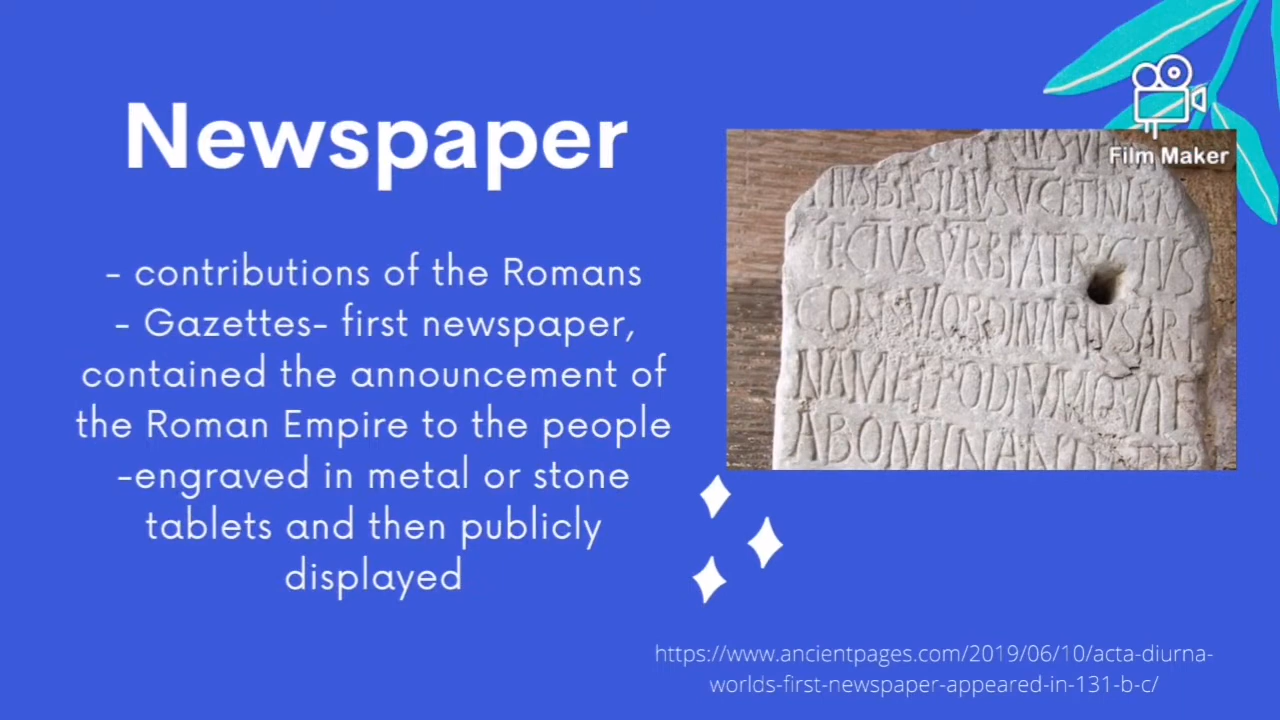 Newspaper
- contributions of the Romans
- Gazettes- first newspaper,
contained the announcement of
the Roman Empire to the people
-engraved in metal or stone
tablets and then publicly
displayed
Film Maker
CONSVLORDINARIVSARE
ABOMINAND
https://www.ancientpages.com/2019/06/10/acta-diurna-
worlds-first-newspaper-appeared-in-131-b-c/